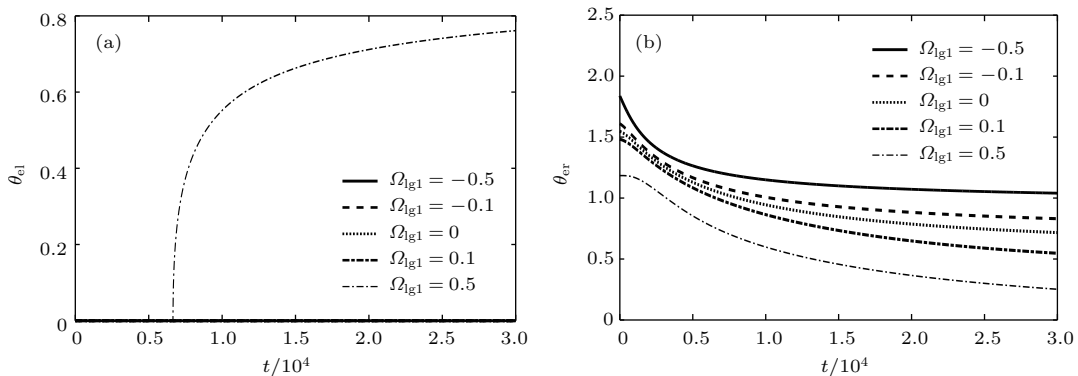 (a)
0.8
0.6
0.4
0.2
0
θel
Ωlg1 = −0.5
Ωlg1 = −0.1
Ωlg1 = 0
Ωlg1 = 0.1
Ωlg1 = 0.5
0 0.5 1.0 1.5 2.0 2.5 3.0
t/10⁴
(b)
2.5
2.0
1.5
1.0
0.5
0
θer
Ωlg1 = −0.5
Ωlg1 = −0.1
Ωlg1 = 0
Ωlg1 = 0.1
Ωlg1 = 0.5
0 0.5 1.0 1.5 2.0 2.5 3.0
t/10⁴